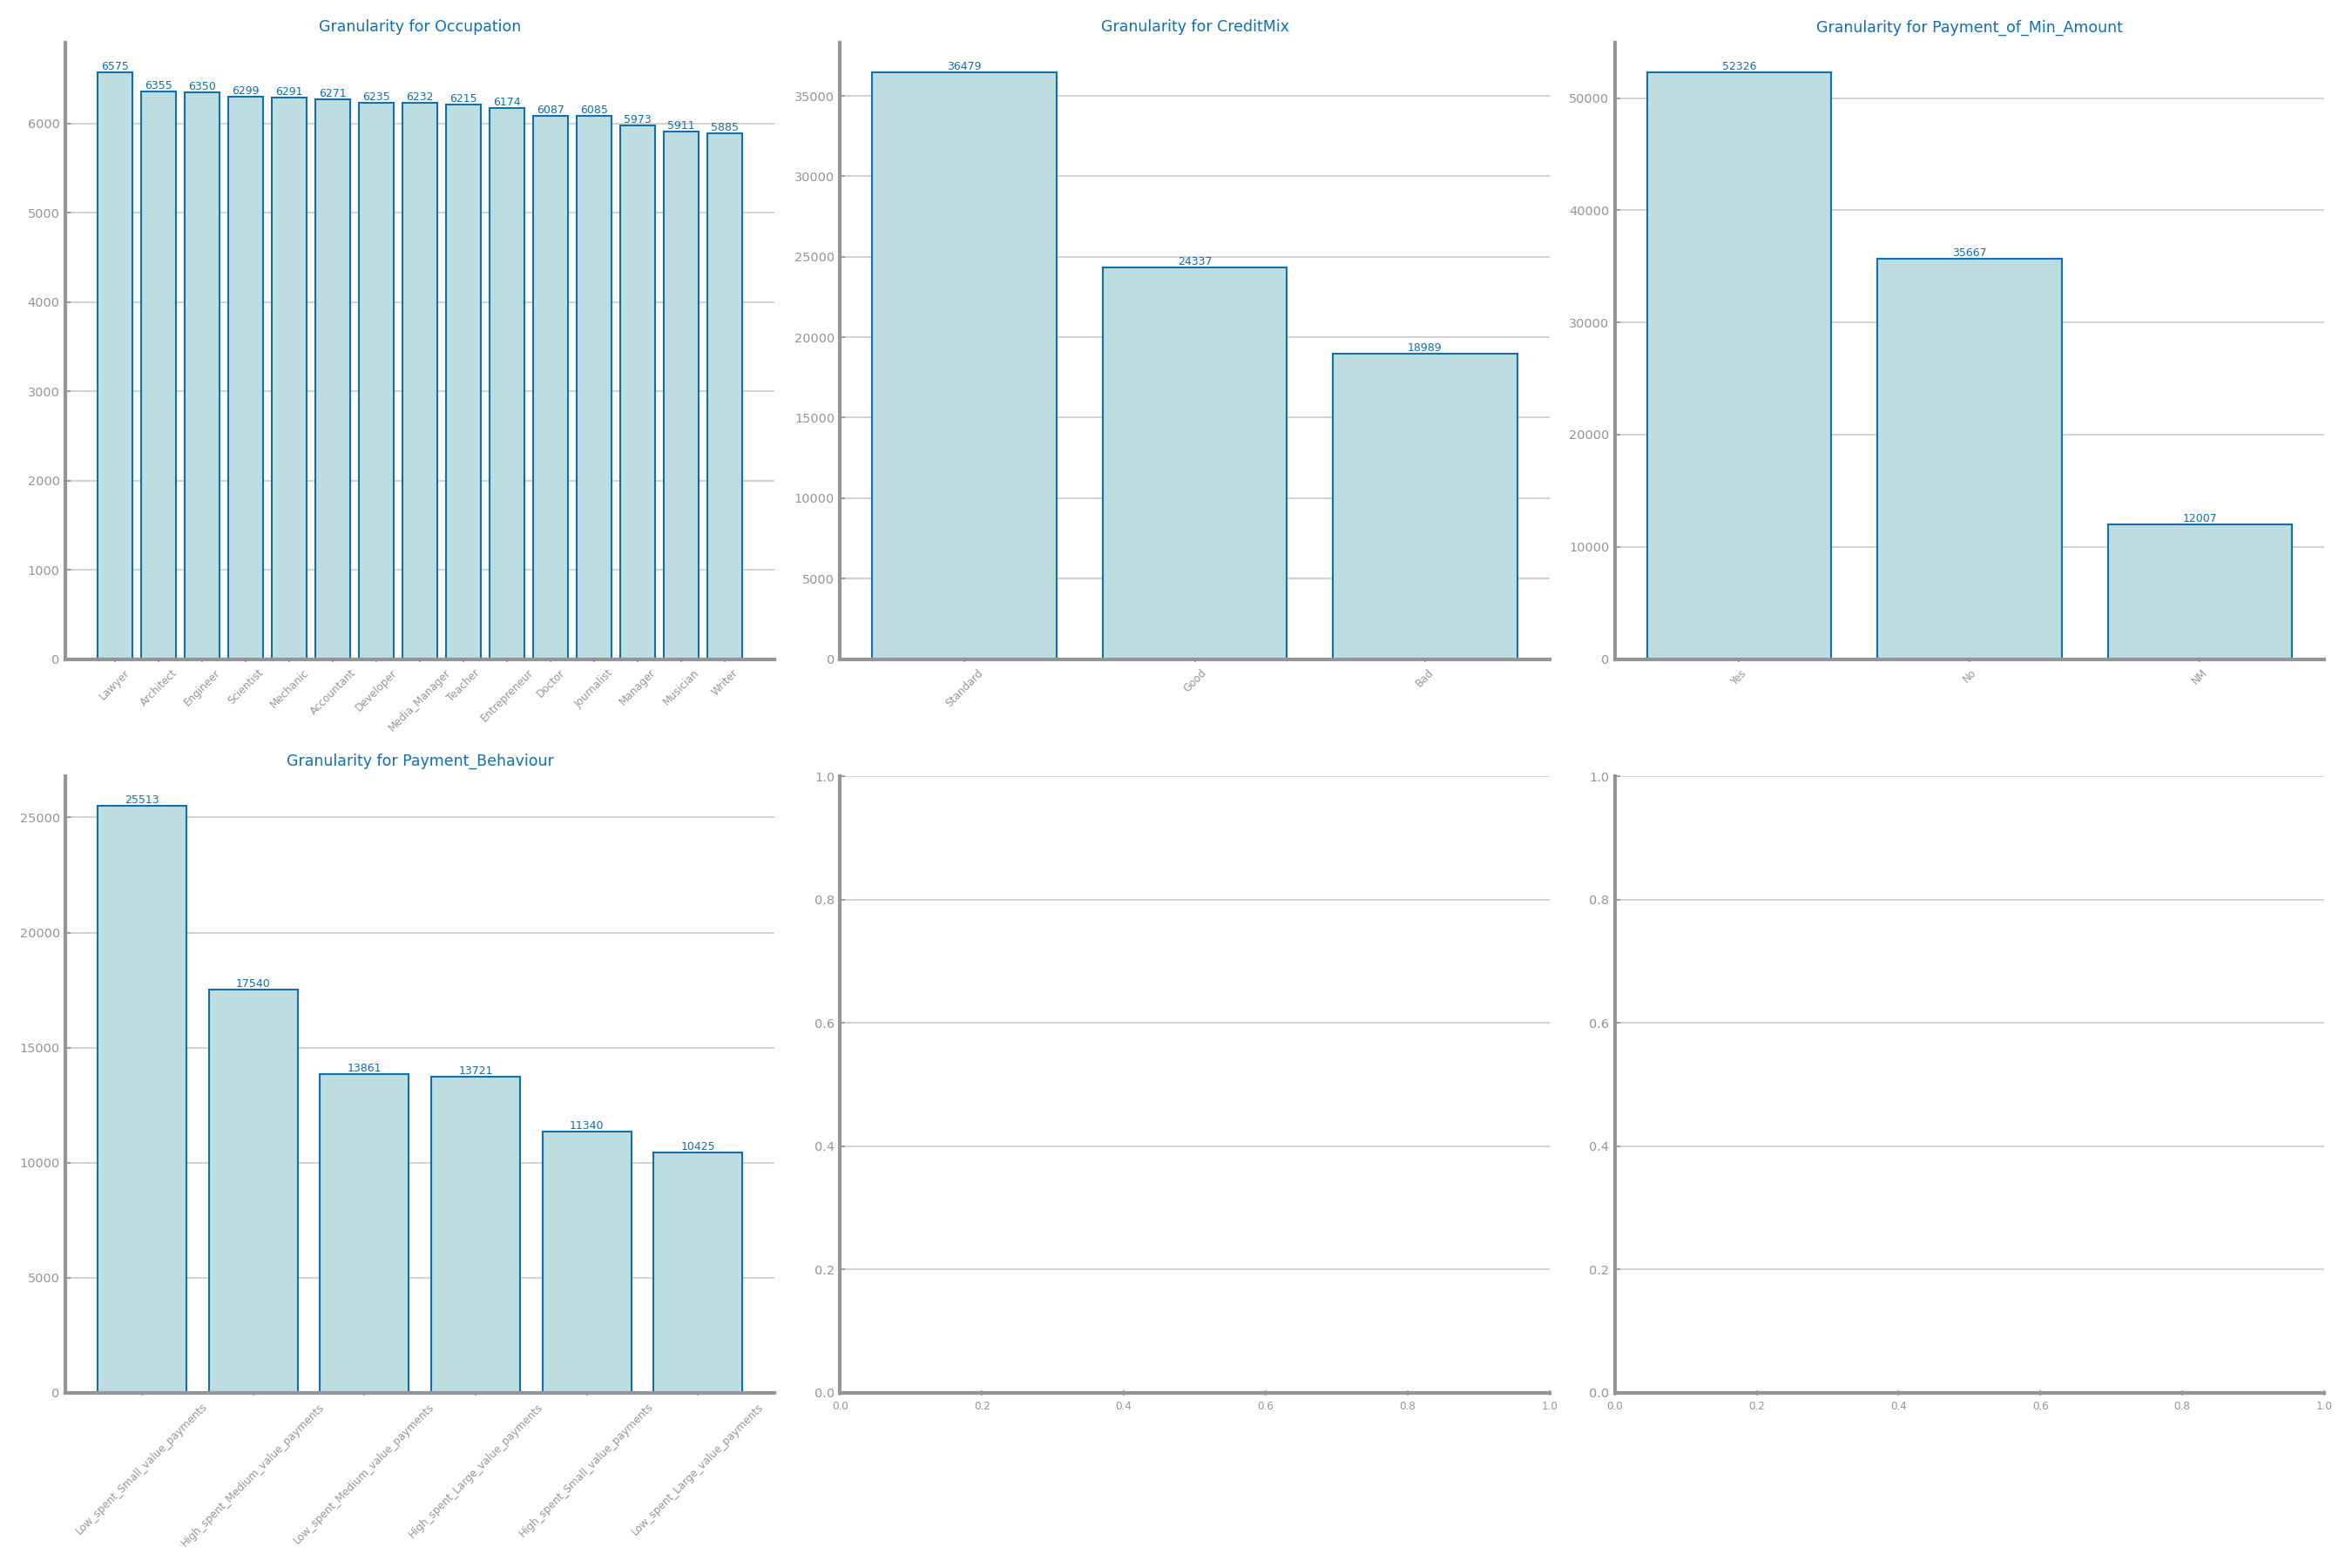 Granularity for Occupation
6575
6355
6350
6299
6291
6271
6235
6232
6215
6174
6087
6085
5973
5911
5885
6000
5000
4000
3000
2000
1000
0
Lawyer
Architect
Engineer
Scientist
Mechanic
Accountant
Developer
Media_Manager
Teacher
Entrepreneur
Doctor
Journalist
Manager
Musician
Writer
Granularity for CreditMix
36479
24337
18989
35000
30000
25000
20000
15000
10000
5000
0
Standard
Good
Bad
Granularity for Payment_of_Min_Amount
52326
35667
12007
50000
40000
30000
20000
10000
0
Yes
No
NM
Granularity for Payment_Behaviour
25513
17540
13861
13721
11340
10425
25000
20000
15000
10000
5000
0
Low_spent_Small_value_payments
High_spent_Medium_value_payments
Low_spent_Medium_value_payments
High_spent_Large_value_payments
High_spent_Small_value_payments
Low_spent_Large_value_payments
1.0
0.8
0.6
0.4
0.2
0.0
0.0 0.2 0.4 0.6 0.8 1.0
1.0
0.8
0.6
0.4
0.2
0.0
0.0 0.2 0.4 0.6 0.8 1.0